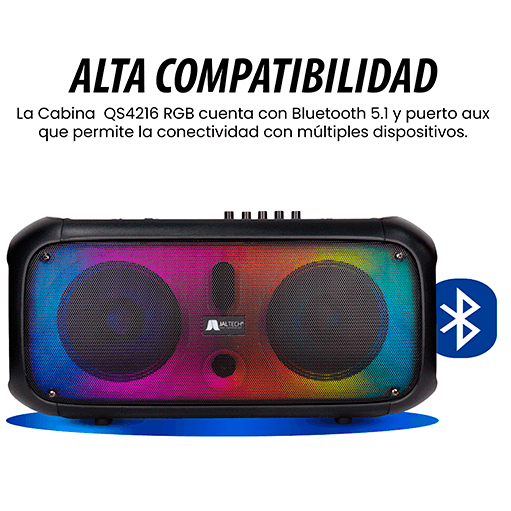 ALTA COMPATIBILIDAD
La Cabina QS4216 RGB cuenta con Bluetooth 5.1 y puerto aux
que permite la conectividad con múltiples dispositivos.
JALTECH